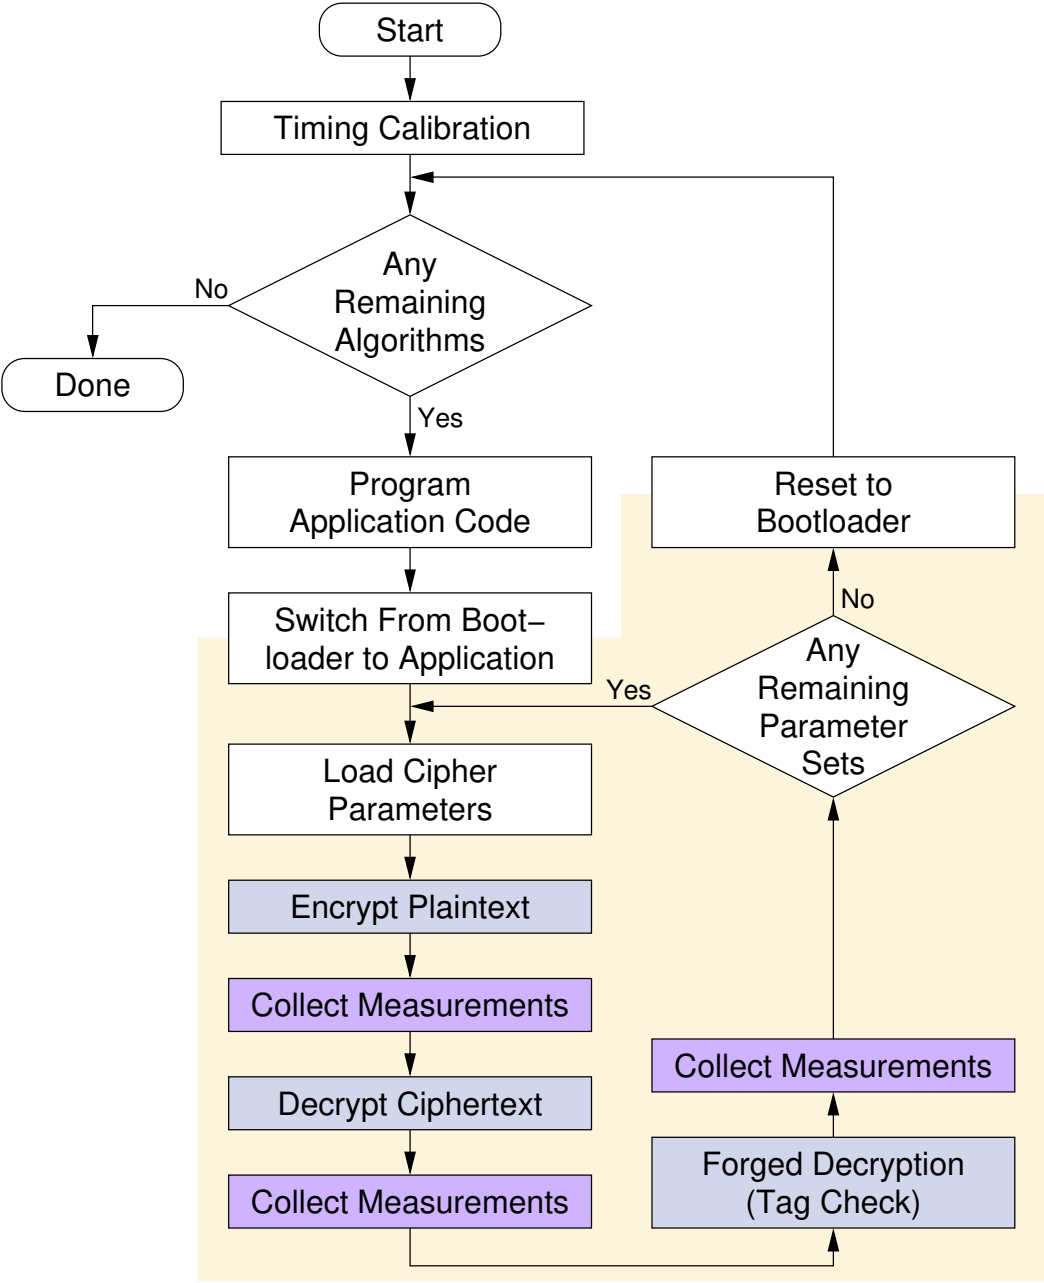 Start
Timing Calibration
Any
Remaining
Algorithms
No
Done
Yes
Program
Application Code
Switch From Boot–
loader to Application
Load Cipher
Parameters
Encrypt Plaintext
Collect Measurements
Decrypt Ciphertext
Collect Measurements
Forged Decryption
(Tag Check)
Collect Measurements
Any
Remaining
Parameter
Sets
Yes
No
Reset to
Bootloader